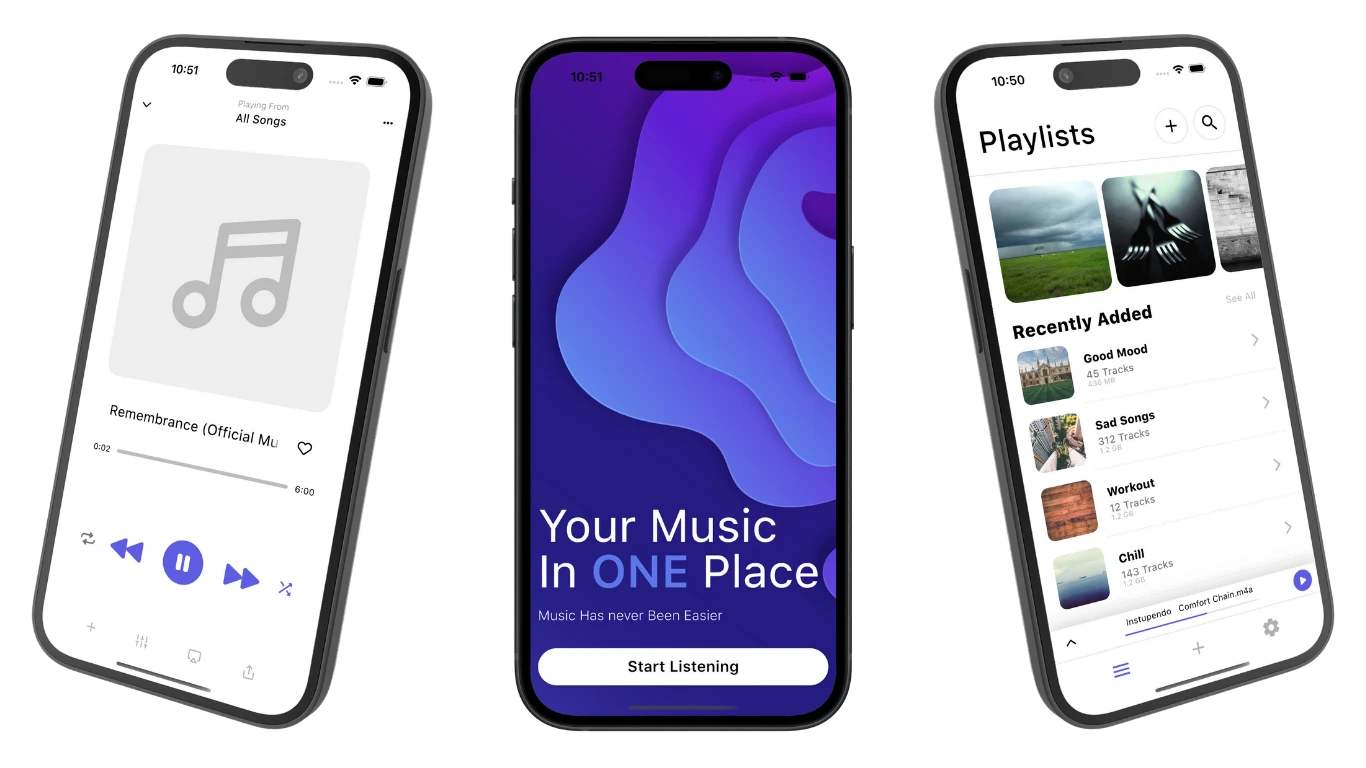 10:51
Playing From
All Songs
Remembrance (Official Mu
0:02
6:00
10:51
Your Music
In ONE Place
Music Has never Been Easier
Start Listening
10:50
Playlists
See All
Recently Added
Good Mood
45 Tracks
436 MB
Sad Songs
312 Tracks
1.2 GB
Workout
12 Tracks
1.2 GB
Chill
143 Tracks
1.2 GB
Instupendo Comfort Chain.m4a